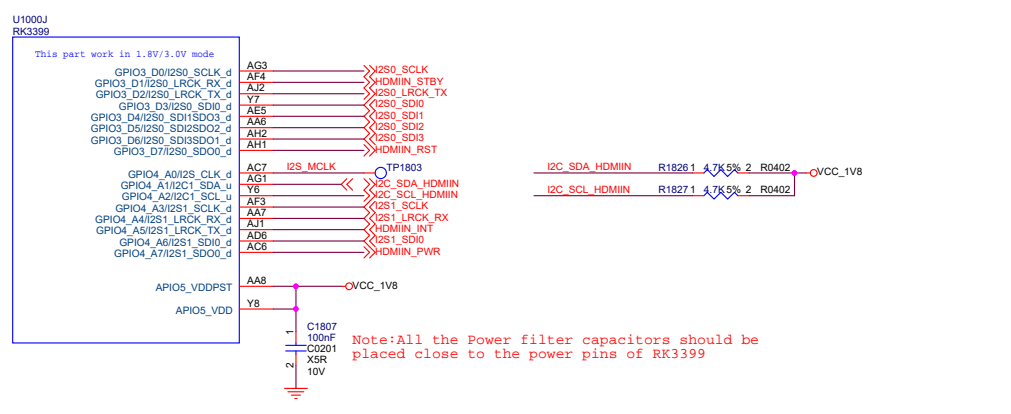 U1000J
RK3399
This part work in 1.8V/3.0V mode
GPIO3_D0/I2S0_SCLK_d AG3 I2S0_SCLK
GPIO3_D1/I2S0_LRCK_RX_d AF4 HDMIIN_STBY
GPIO3_D2/I2S0_LRCK_TX_d AJ2 I2S0_LRCK_TX
GPIO3_D3/I2S0_SDI0_d Y7 I2S0_SDI0
GPIO3_D4/I2S0_SDI1SDO3_d AE5 I2S0_SDI1
GPIO3_D5/I2S0_SDI2SDO2_d AA6 I2S0_SDI2
GPIO3_D6/I2S0_SDI3SDO1_d AH2 I2S0_SDI3
GPIO3_D7/I2S0_SDO0_d AH1 HDMIIN_RST
GPIO4_A0/I2S_CLK_d AC7 I2S_MCLK TP1803
GPIO4_A1/I2C1_SDA_u AG1 I2C_SDA_HDMIIN
GPIO4_A2/I2C1_SCL_u Y6 I2C_SCL_HDMIIN
GPIO4_A3/I2S1_SCLK_d AF3 I2S1_SCLK
GPIO4_A4/I2S1_LRCK_RX_d AA7 I2S1_LRCK_RX
GPIO4_A5/I2S1_LRCK_TX_d AJ1 HDMIIN_INT
GPIO4_A6/I2S1_SDI0_d AD6 I2S1_SDI0
GPIO4_A7/I2S1_SDO0_d AC6 HDMIIN_PWR
I2C_SDA_HDMIIN R1826 1 4.7K 5% 2 R0402 VCC_1V8
I2C_SCL_HDMIIN R1827 1 4.7K 5% 2 R0402
APIO5_VDDPST AA8 VCC_1V8
APIO5_VDD Y8
1
2
C1807
100nF
C0201
X5R
10V
Note:All the Power filter capacitors should be
placed close to the power pins of RK3399